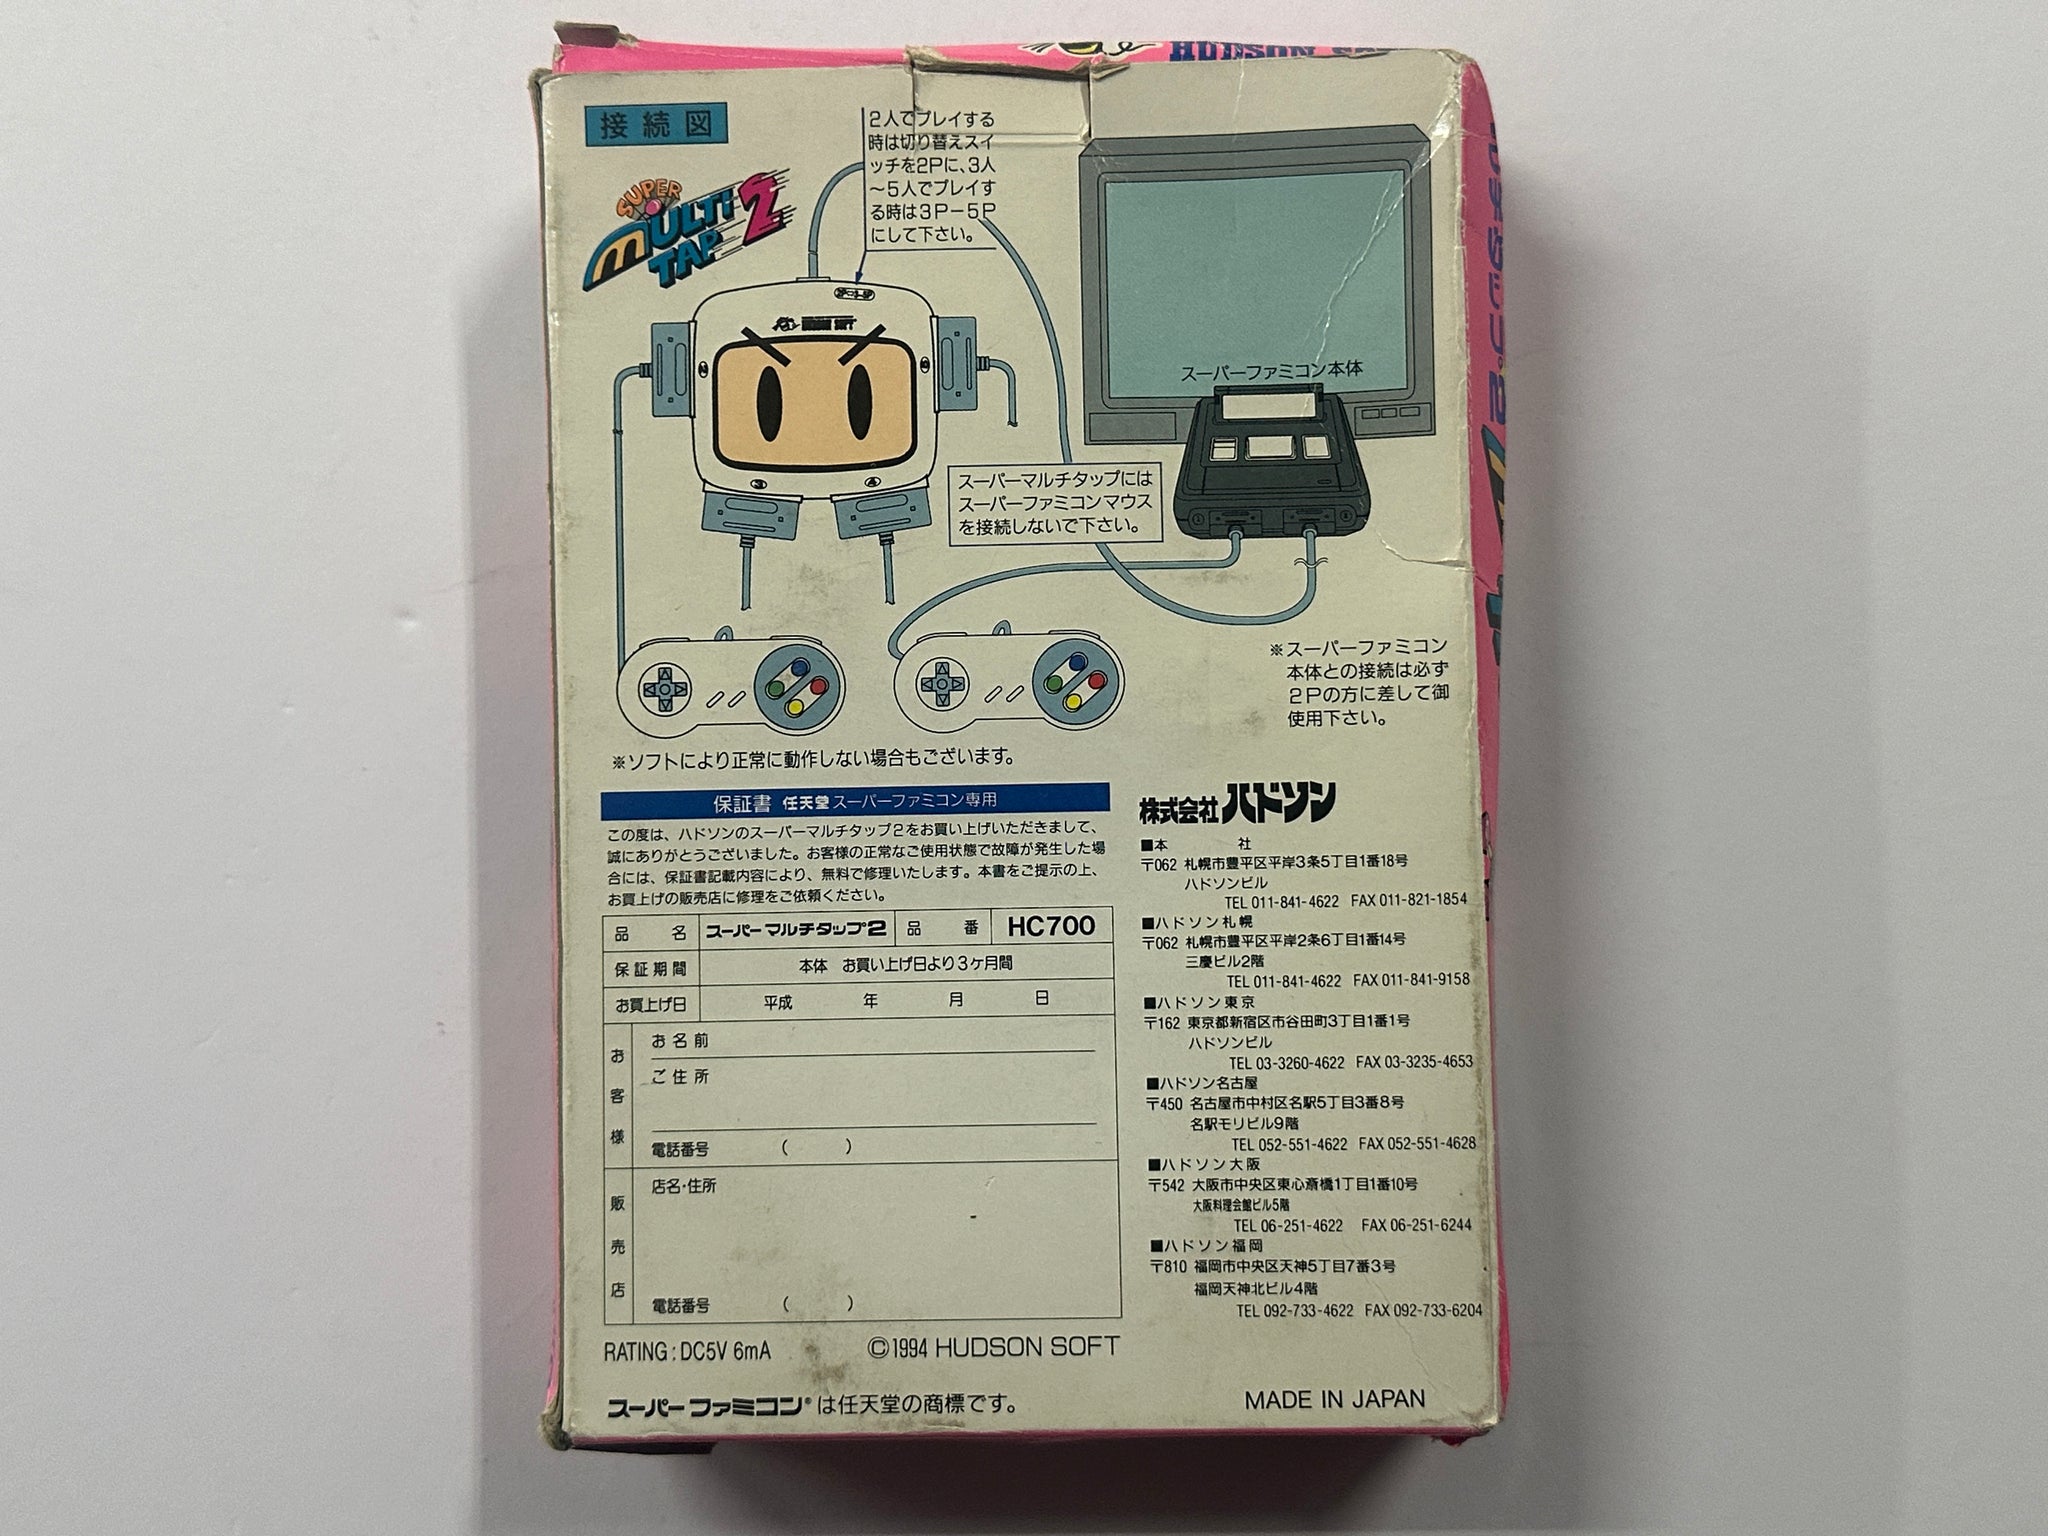 HUDSON
接続図
SUPER
MULTI
TAP 2
2人でプレイする
時は切り替えスイ
ッチを2Pに、3人
〜5人でプレイす
る時は3P−5P
にして下さい。
2P⇔3-5P
HUDSON SOFT
2
5
3
4
スーパーファミコン本体
スーパーマルチタップには
スーパーファミコンマウス
を接続しないで下さい。
1
2
※スーパーファミコン
本体との接続は必ず
2Pの方に差して御
使用下さい。
※ソフトにより正常に動作しない場合もございます。
保証書 任天堂スーパーファミコン専用
この度は、ハドソンのスーパーマルチタップ2をお買い上げいただきまして、
誠にありがとうございました。お客様の正常なご使用状態で故障が発生した場
合には、保証書記載内容により、無料で修理いたします。本書をご提示の上、
お買上げの販売店に修理をご依頼ください。
品名 スーパーマルチタップ2 品番 HC700
保証期間 本体 お買い上げ日より3ヶ月間
お買上げ日 平成 年 月 日
お客様
お名前
ご住所
電話番号 ( )
販売店
店名・住所
電話番号 ( )
RATING : DC5V 6mA
©1994 HUDSON SOFT
スーパーファミコン®は任天堂の商標です。
株式会社ハドソン
■本 社
〒062 札幌市豊平区平岸3条5丁目1番18号
ハドソンビル
TEL 011-841-4622 FAX 011-821-1854
■ハドソン札幌
〒062 札幌市豊平区平岸2条6丁目1番14号
三慶ビル2階
TEL 011-841-4622 FAX 011-841-9158
■ハドソン東京
〒162 東京都新宿区市谷田町3丁目1番1号
ハドソンビル
TEL 03-3260-4622 FAX 03-3235-4653
■ハドソン名古屋
〒450 名古屋市中村区名駅5丁目3番8号
名駅モリビル9階
TEL 052-551-4622 FAX 052-551-4628
■ハドソン大阪
〒542 大阪市中央区東心斎橋1丁目1番10号
大阪料理会館ビル5階
TEL 06-251-4622 FAX 06-251-6244
■ハドソン福岡
〒810 福岡市中央区天神5丁目7番3号
福岡天神北ビル4階
TEL 092-733-4622 FAX 092-733-6204
MADE IN JAPAN